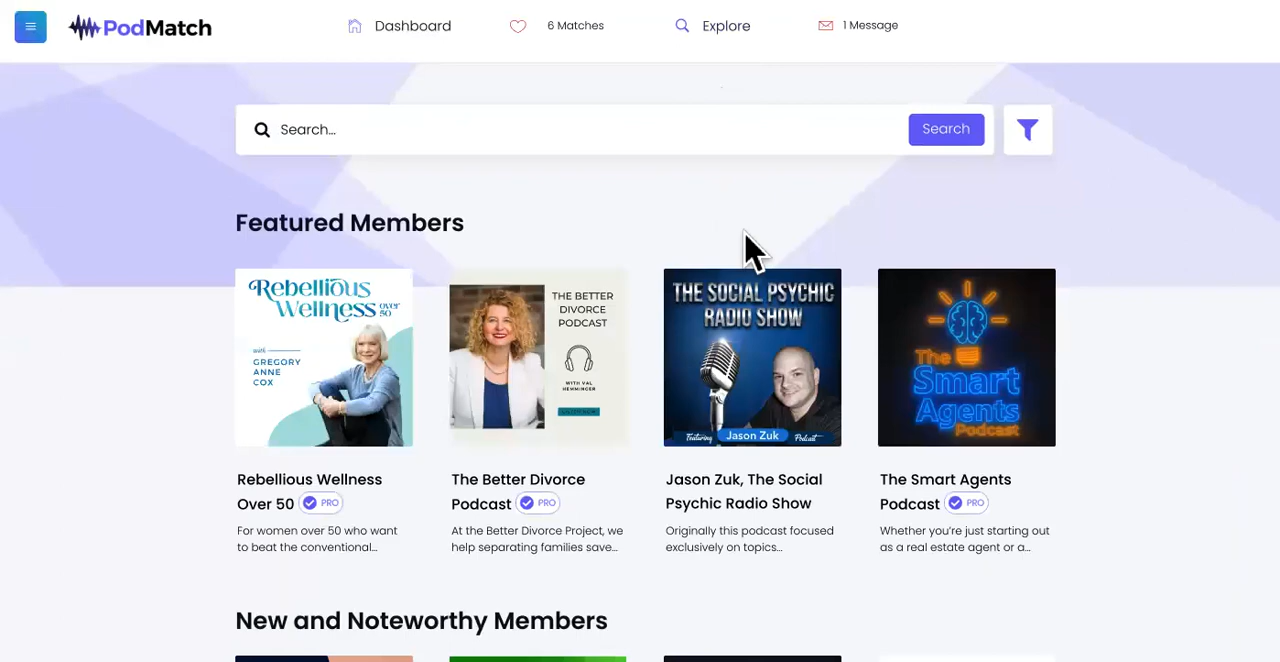 PodMatch
Dashboard
6 Matches
Explore
1 Message
Search...
Search
Featured Members
Rebellious
Wellness over
50
with
GREGORY
ANNE
COX
THE BETTER
DIVORCE
PODCAST
WITH VAL
HEMMINGER
THE SOCIAL PSYCHIC
RADIO SHOW
Featuring Jason Zuk Podcast
The
Smart
Agents
Podcast
Rebellious Wellness
Over 50 PRO
For women over 50 who want
to beat the conventional...
The Better Divorce
Podcast PRO
At the Better Divorce Project, we
help separating families save...
Jason Zuk, The Social
Psychic Radio Show
Originally this podcast focused
exclusively on topics...
The Smart Agents
Podcast PRO
Whether you're just starting out
as a real estate agent or a...
New and Noteworthy Members